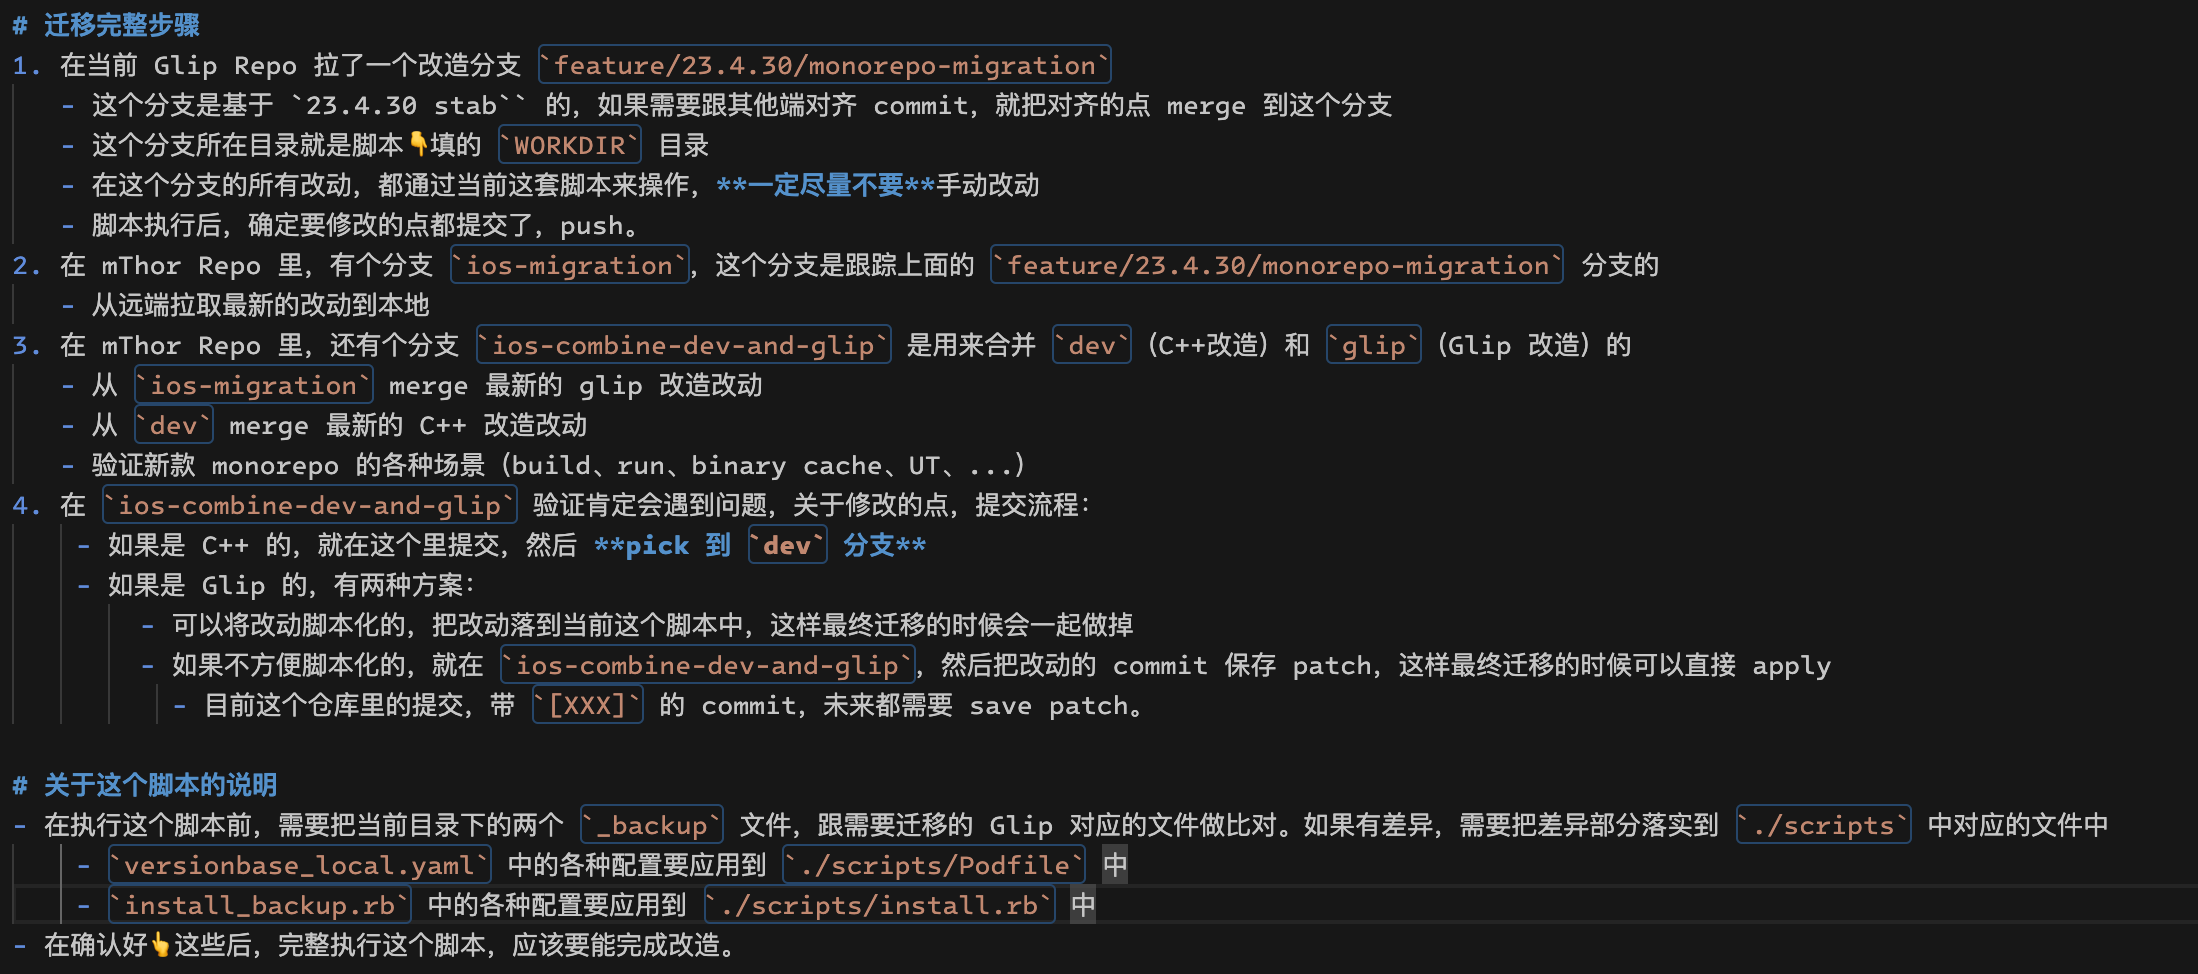 # 迁移完整步骤
1. 在当前 Glip Repo 拉了一个改造分支 `feature/23.4.30/monorepo-migration`
- 这个分支是基于 `23.4.30 stab`` 的，如果需要跟其他端对齐 commit，就把对齐的点 merge 到这个分支
- 这个分支所在目录就是脚本👇填的 `WORKDIR` 目录
- 在这个分支的所有改动，都通过当前这套脚本来操作，**一定尽量不要**手动改动
- 脚本执行后，确定要修改的点都提交了，push。
2. 在 mThor Repo 里，有个分支 `ios-migration`，这个分支是跟踪上面的 `feature/23.4.30/monorepo-migration` 分支的
- 从远端拉取最新的改动到本地
3. 在 mThor Repo 里，还有个分支 `ios-combine-dev-and-glip` 是用来合并 `dev`（C++改造）和 `glip`（Glip 改造）的
- 从 `ios-migration` merge 最新的 glip 改造改动
- 从 `dev` merge 最新的 C++ 改造改动
- 验证新款 monorepo 的各种场景（build、run、binary cache、UT、...）
4. 在 `ios-combine-dev-and-glip` 验证肯定会遇到问题，关于修改的点，提交流程：
- 如果是 C++ 的，就在这个里提交，然后 **pick 到 `dev` 分支**
- 如果是 Glip 的，有两种方案：
- 可以将改动脚本化的，把改动落到当前这个脚本中，这样最终迁移的时候会一起做掉
- 如果不方便脚本化的，就在 `ios-combine-dev-and-glip`，然后把改动的 commit 保存 patch，这样最终迁移的时候可以直接 apply
- 目前这个仓库里的提交，带 `[XXX]` 的 commit，未来都需要 save patch。
# 关于这个脚本的说明
- 在执行这个脚本前，需要把当前目录下的两个 `_backup` 文件，跟需要迁移的 Glip 对应的文件做比对。如果有差异，需要把差异部分落实到 `./scripts` 中对应的文件中
- `versionbase_local.yaml` 中的各种配置要应用到 `./scripts/Podfile` 中
- `install_backup.rb` 中的各种配置要应用到 `./scripts/install.rb` 中
- 在确认好👆这些后，完整执行这个脚本，应该要能完成改造。